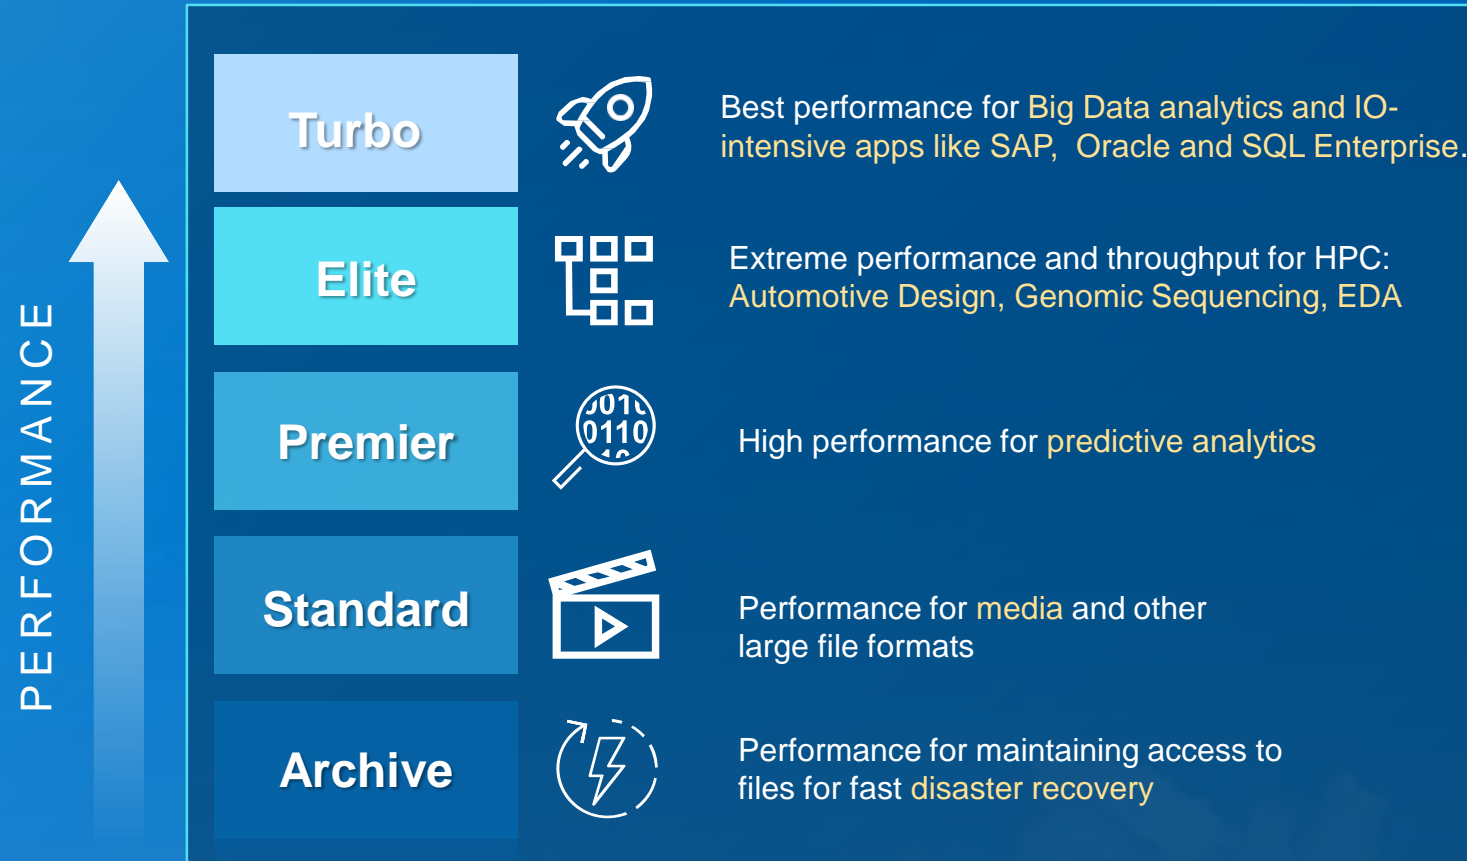 PERFORMANCE
Turbo
Best performance for Big Data analytics and IO-
intensive apps like SAP, Oracle and SQL Enterprise.
Elite
Extreme performance and throughput for HPC:
Automotive Design, Genomic Sequencing, EDA
Premier
0010
0110
10
High performance for predictive analytics
Standard
Performance for media and other
large file formats
Archive
Performance for maintaining access to
files for fast disaster recovery